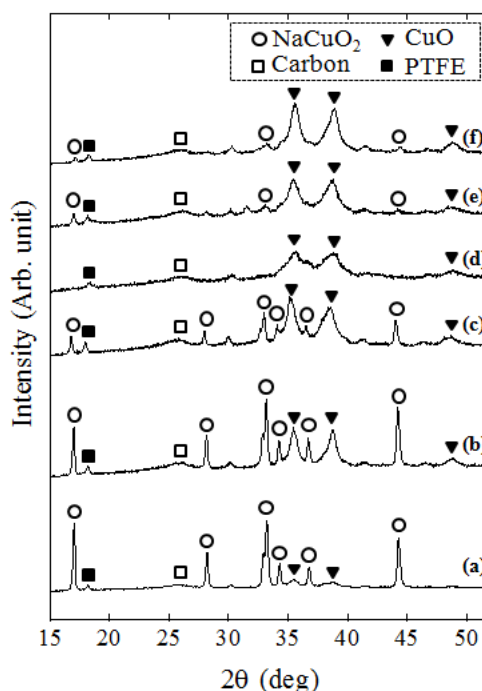 NaCuO₂ CuO
Carbon PTFE
(f)
(e)
(d)
(c)
(b)
(a)
Intensity (Arb. unit)
15 20 25 30 35 40 45 50
2θ (deg)